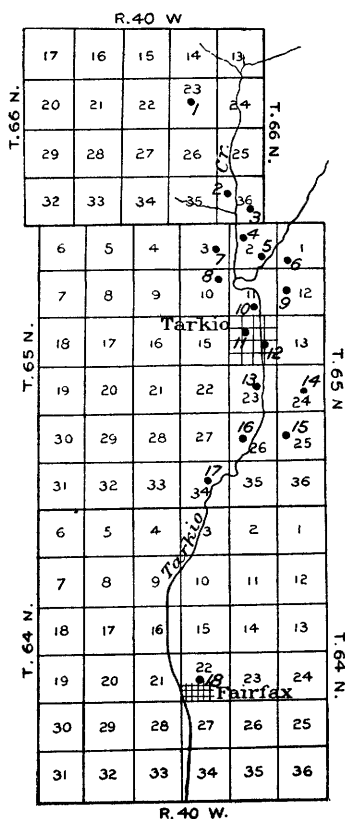 R. 40 W
T. 66 N.
T. 66 N.
17 16 15 14 13
20 21 22 23 24
1
29 28 27 26 25
Cr.
32 33 34 35 36
2 3
6 5 4 3 2 1
4 5 6 7
7 8 9 10 11 12
8 9 10
Tarkio
18 17 16 15 13
11 12
T. 65 N.
T. 65 N.
19 20 21 22 23 24
13 14
30 29 28 27 26 25
16 15
31 32 33 34 35 36
17
6 5 4 3 2 1
Tarkio
7 8 9 10 11 12
18 17 16 15 14 13
T. 64 N.
T. 64 N.
19 20 21 22 23 24
18
Fairfax
30 29 28 27 26 25
31 32 33 34 35 36
R. 40 W.